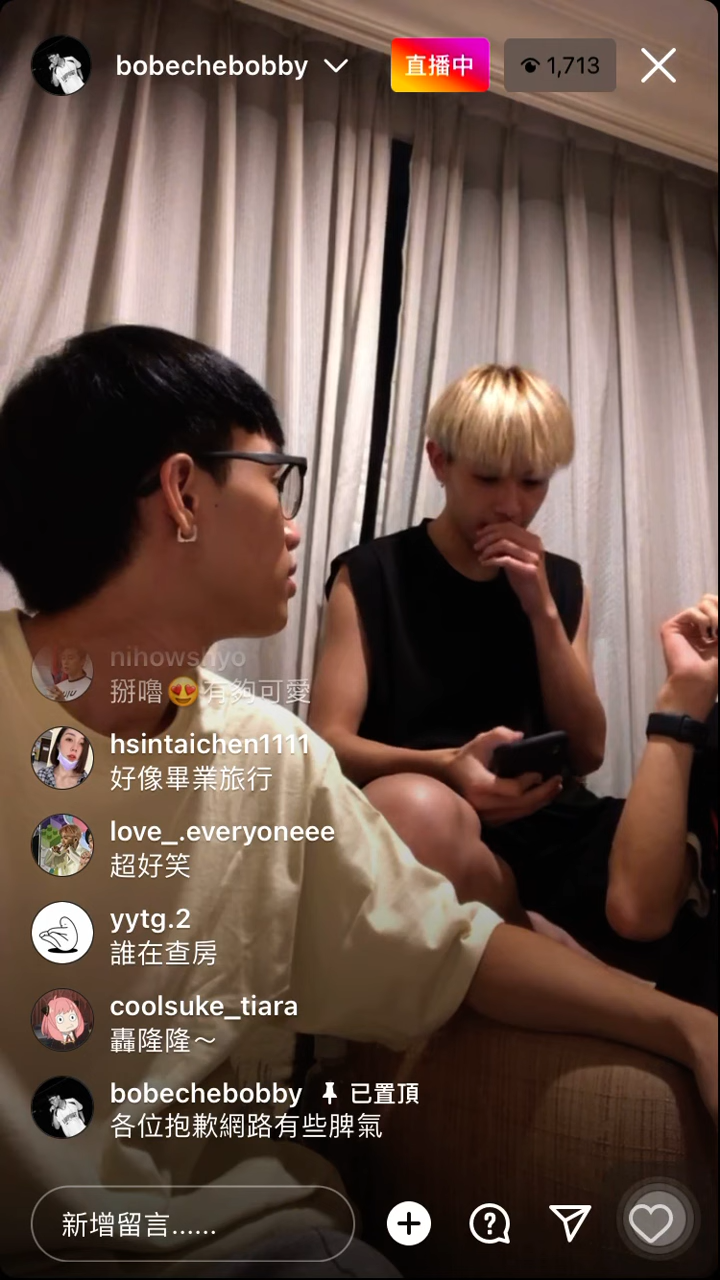 bobechebobby
直播中
1,713
nihowshyo
掰嚕😍有夠可愛
hsintaichen1111
好像畢業旅行
love_.everyoneee
超好笑
yytg.2
誰在查房
coolsuke_tiara
轟隆隆～
bobechebobby 已置頂
各位抱歉網路有些脾氣
新增留言......